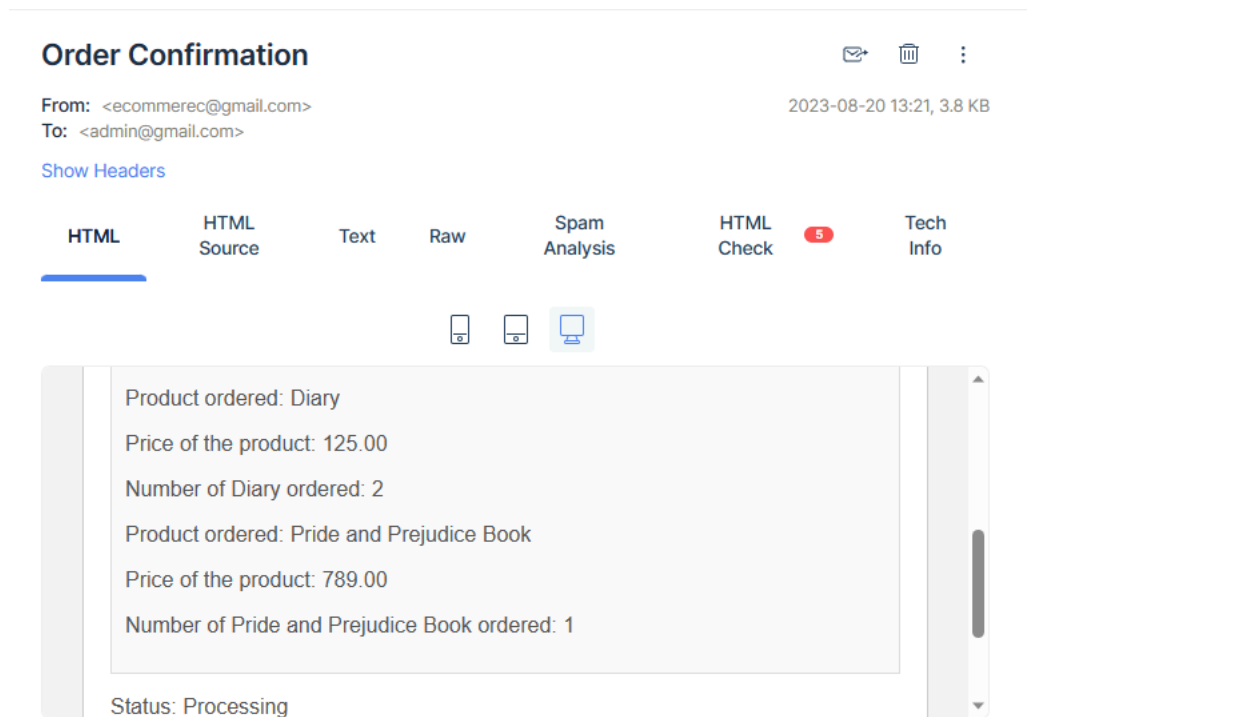 Order Confirmation
From: <ecommerec@gmail.com>
2023-08-20 13:21, 3.8 KB
To: <admin@gmail.com>
Show Headers
HTML
HTML
Source
Text
Raw
Spam
Analysis
HTML
Check
5
Tech
Info
Product ordered: Diary
Price of the product: 125.00
Number of Diary ordered: 2
Product ordered: Pride and Prejudice Book
Price of the product: 789.00
Number of Pride and Prejudice Book ordered: 1
Status: Processing